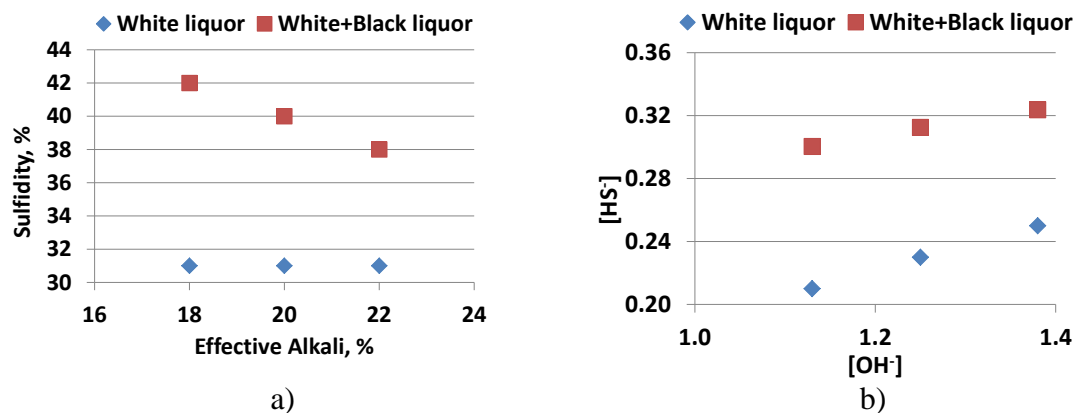 White liquor White+Black liquor
44
42
40
38
36
34
32
30
Sulfidity, %
16 18 20 22 24
Effective Alkali, %
a)
White liquor White+Black liquor
0.36
0.32
0.28
0.24
0.20
[HS-]
1.0 1.2 1.4
[OH-]
b)